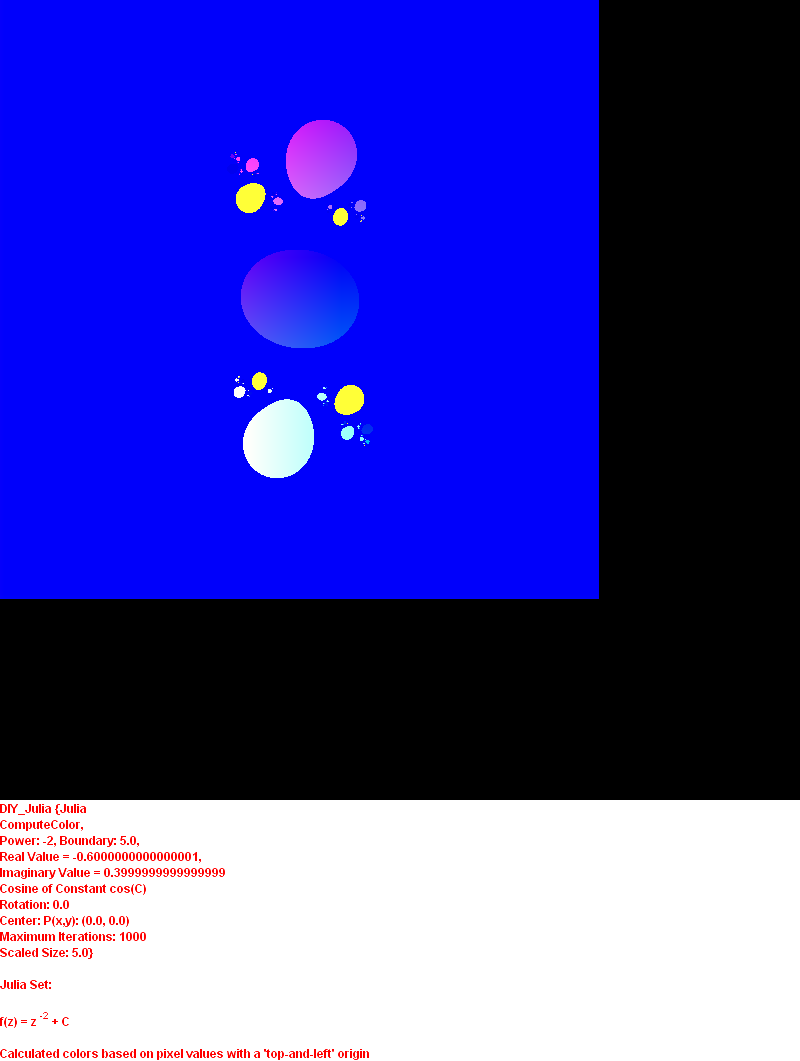 DIY_Julia {Julia
ComputeColor,
Power: -2, Boundary: 5.0,
Real Value = -0.6000000000000001,
Imaginary Value = 0.3999999999999999
Cosine of Constant cos(C)
Rotation: 0.0
Center: P(x,y): (0.0, 0.0)
Maximum Iterations: 1000
Scaled Size: 5.0}
Julia Set:
f(z) = z -2 + C
Calculated colors based on pixel values with a 'top-and-left' origin